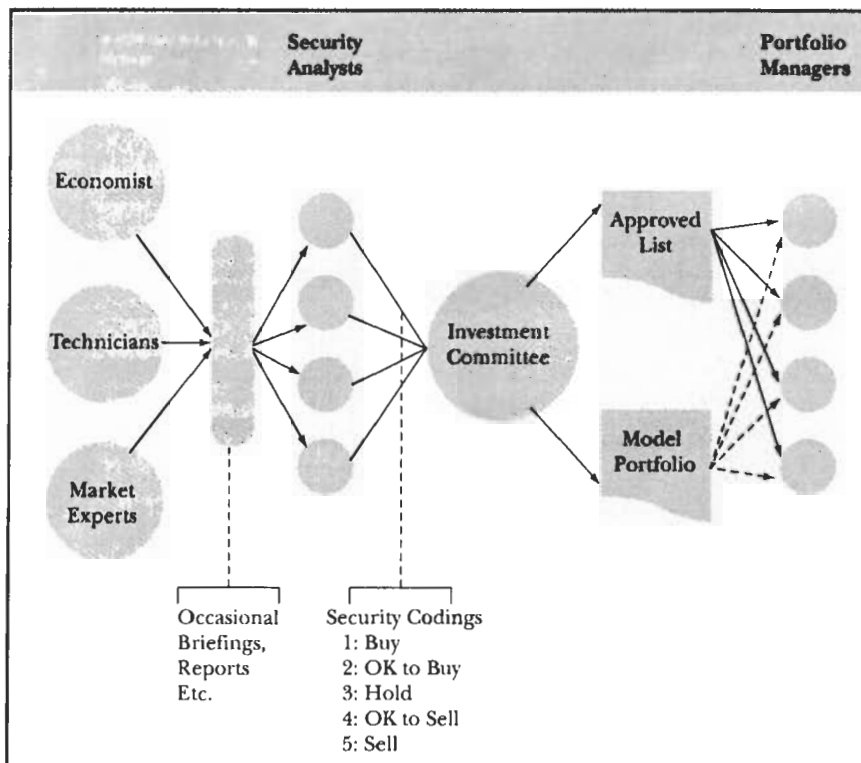 Security
Analysts
Portfolio
Managers
Economist
Technicians
Market
Experts
Investment
Committee
Approved
List
Model
Portfolio
Occasional
Briefings,
Reports
Etc.
Security Codings
1: Buy
2: OK to Buy
3: Hold
4: OK to Sell
5: Sell